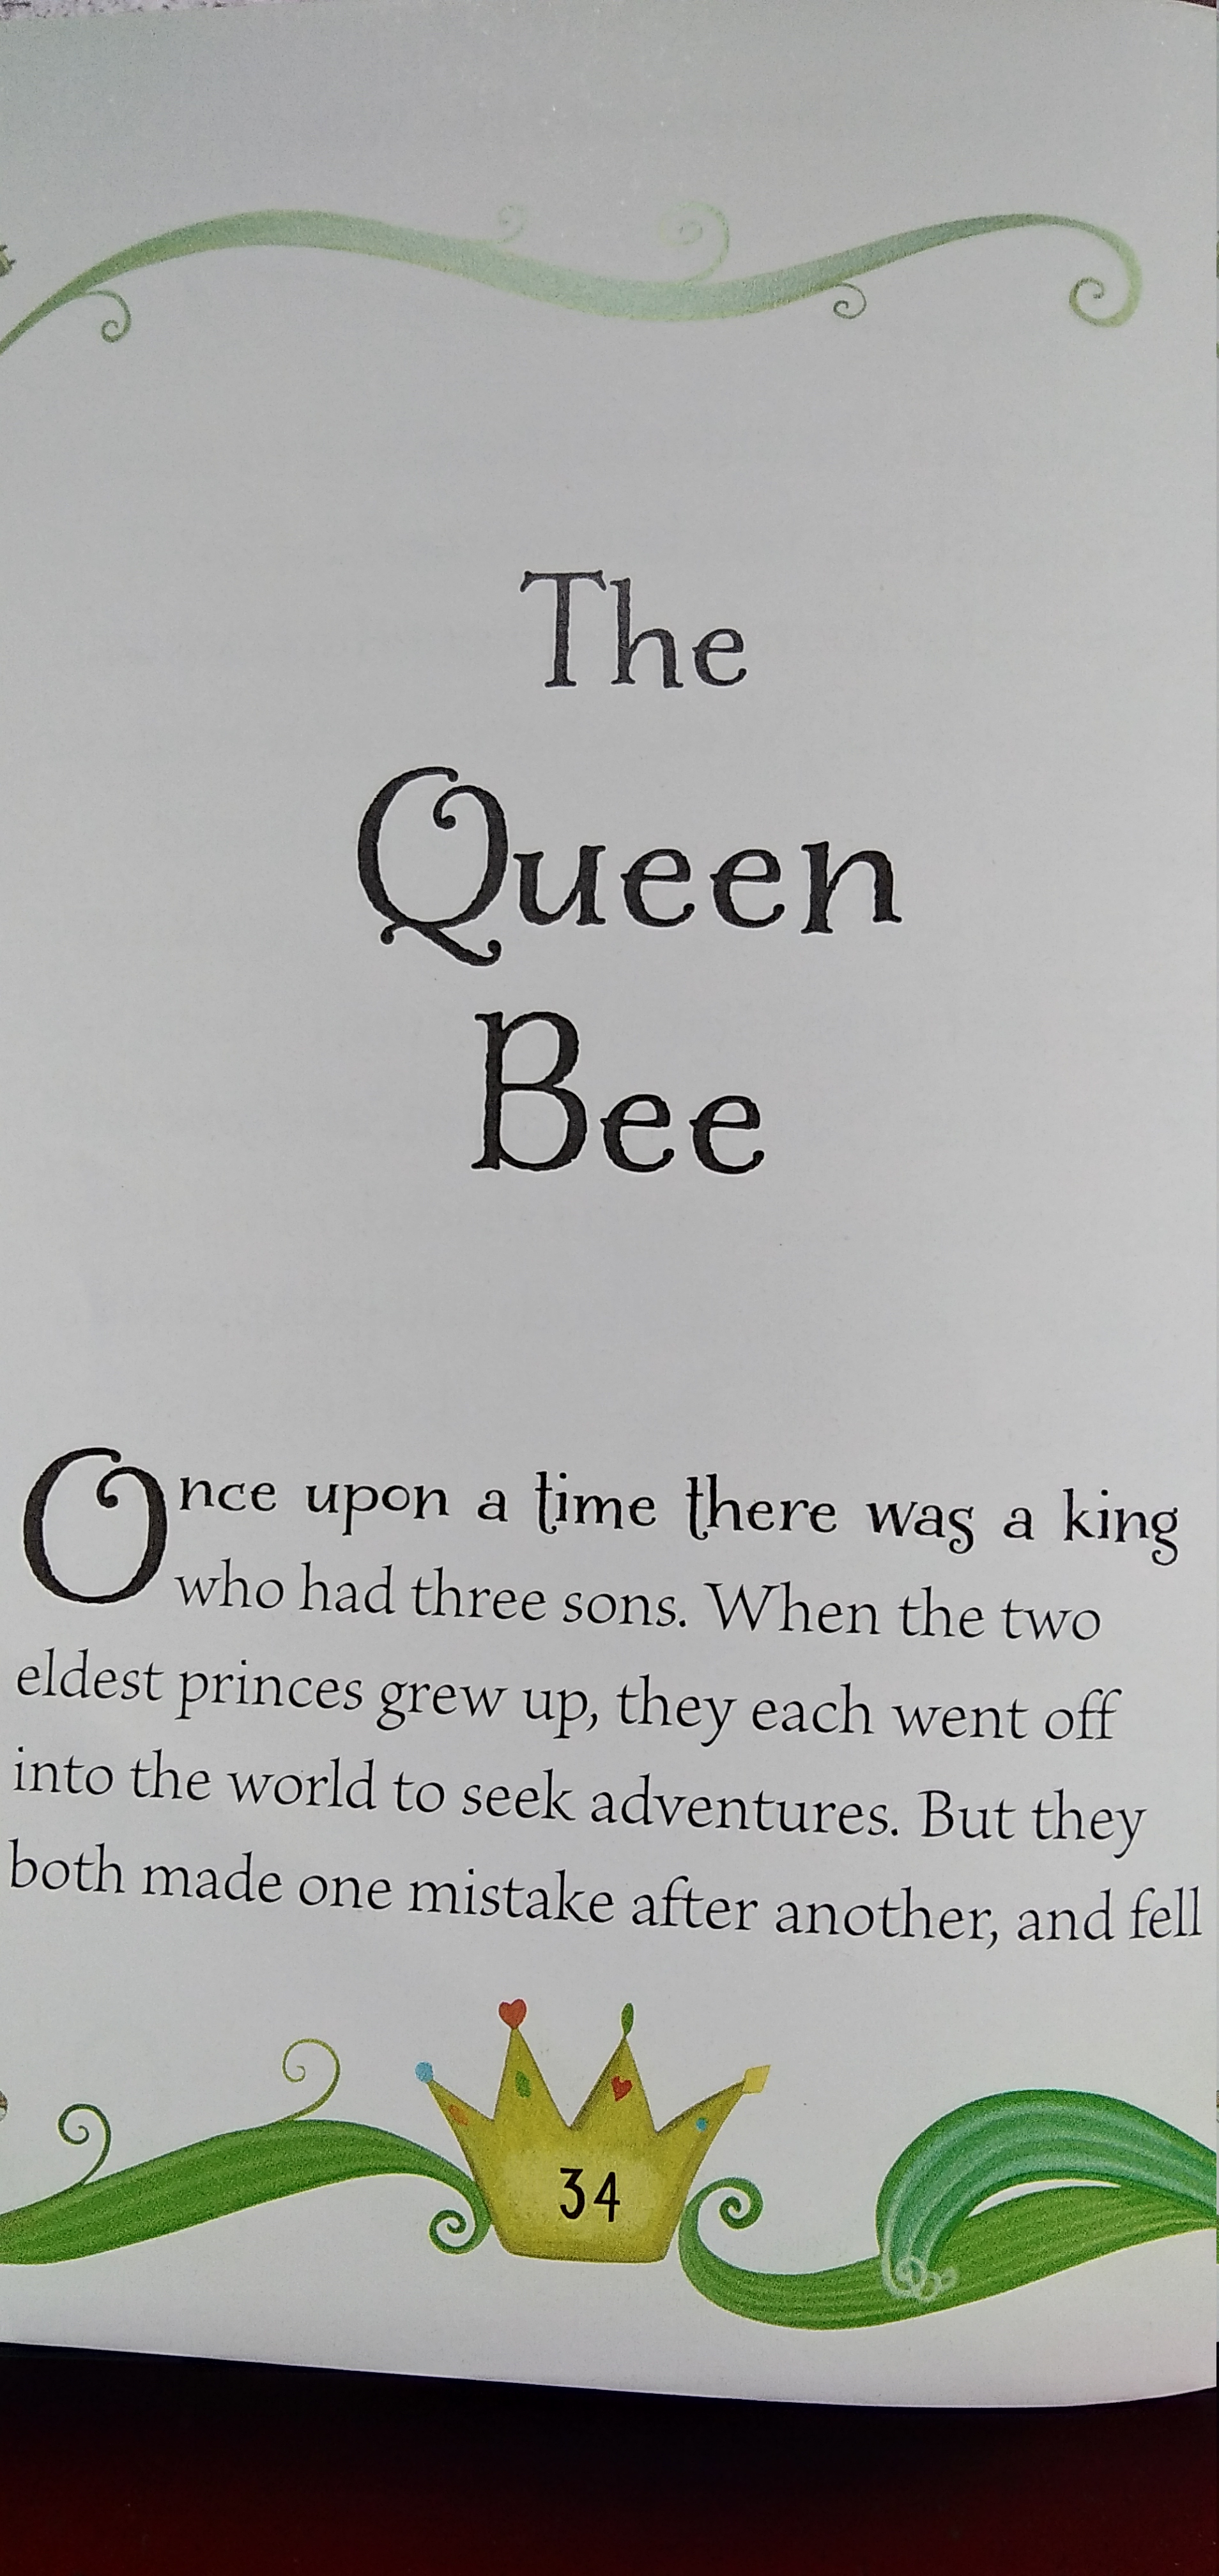 The
Queen
Bee
Once upon a time there was a king
who had three sons. When the two
eldest princes grew up, they each went off
into the world to seek adventures. But they
both made one mistake after another, and fell
34